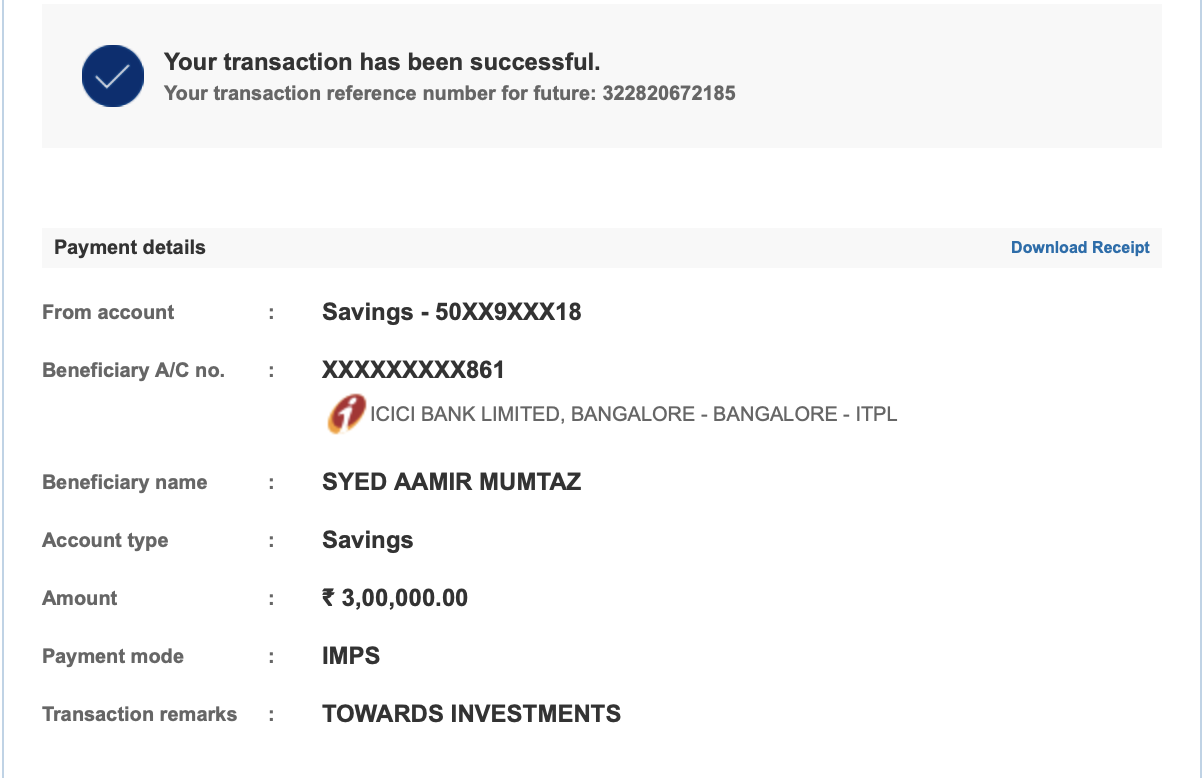 Your transaction has been successful.
Your transaction reference number for future: 322820672185
Payment details Download Receipt
From account : Savings - 50XX9XXX18
Beneficiary A/C no. : XXXXXXXXX861
ICICI BANK LIMITED, BANGALORE - BANGALORE - ITPL
Beneficiary name : SYED AAMIR MUMTAZ
Account type : Savings
Amount : ₹ 3,00,000.00
Payment mode : IMPS
Transaction remarks : TOWARDS INVESTMENTS